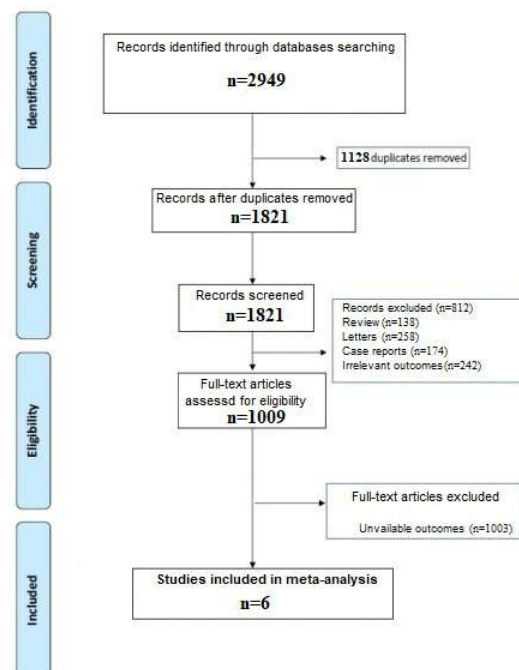 Identification
Records identified through databases searching
n=2949
1128 duplicates removed
Screening
Records after duplicates removed
n=1821
Records screened
n=1821
Records excluded (n=812)
Review (n=138)
Letters (n=258)
Case reports (n=174)
Irrelevant outcomes (n=242)
Eligibility
Full-text articles
assessd for eligibility
n=1009
Full-text articles excluded
Unvailable outcomes (n=1003)
Included
Studies included in meta-analysis
n=6